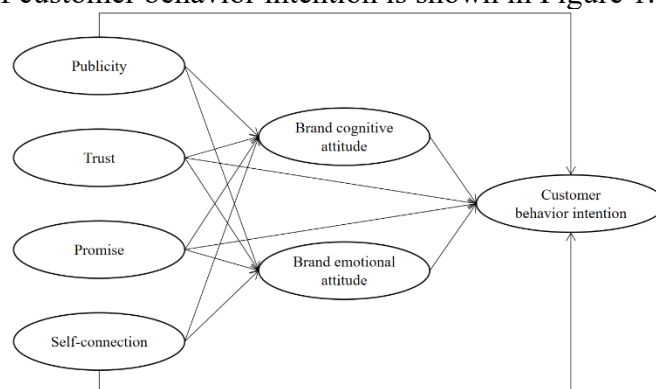 customer behavior intention is shown in Figure 1.
Publicity
Brand cognitive
attitude
Trust
Customer
behavior intention
Promise
Brand emotional
attitude
Self-connection